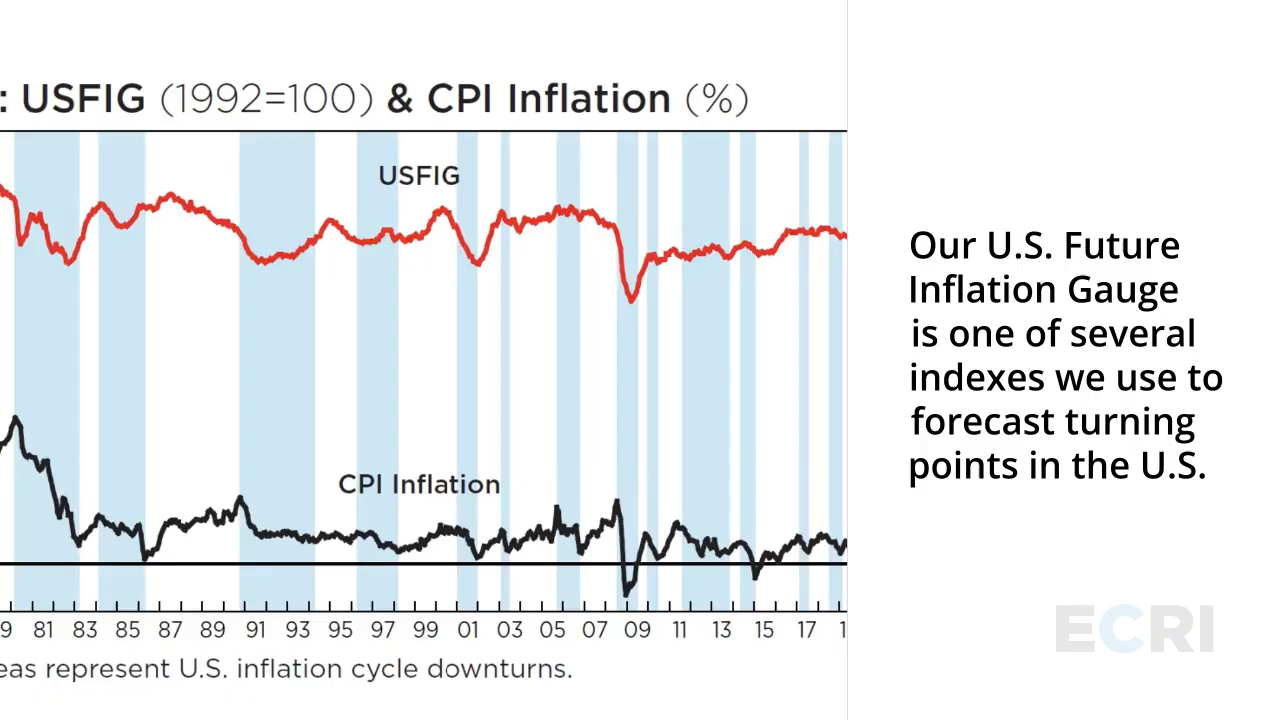 : USFIG (1992=100) & CPI Inflation (%)
USFIG
CPI Inflation
9 81 83 85 87 89 91 93 95 97 99 01 03 05 07 09 11 13 15 17 1
eas represent U.S. inflation cycle downturns.
Our U.S. Future
Inflation Gauge
is one of several
indexes we use to
forecast turning
points in the U.S.
ECRI